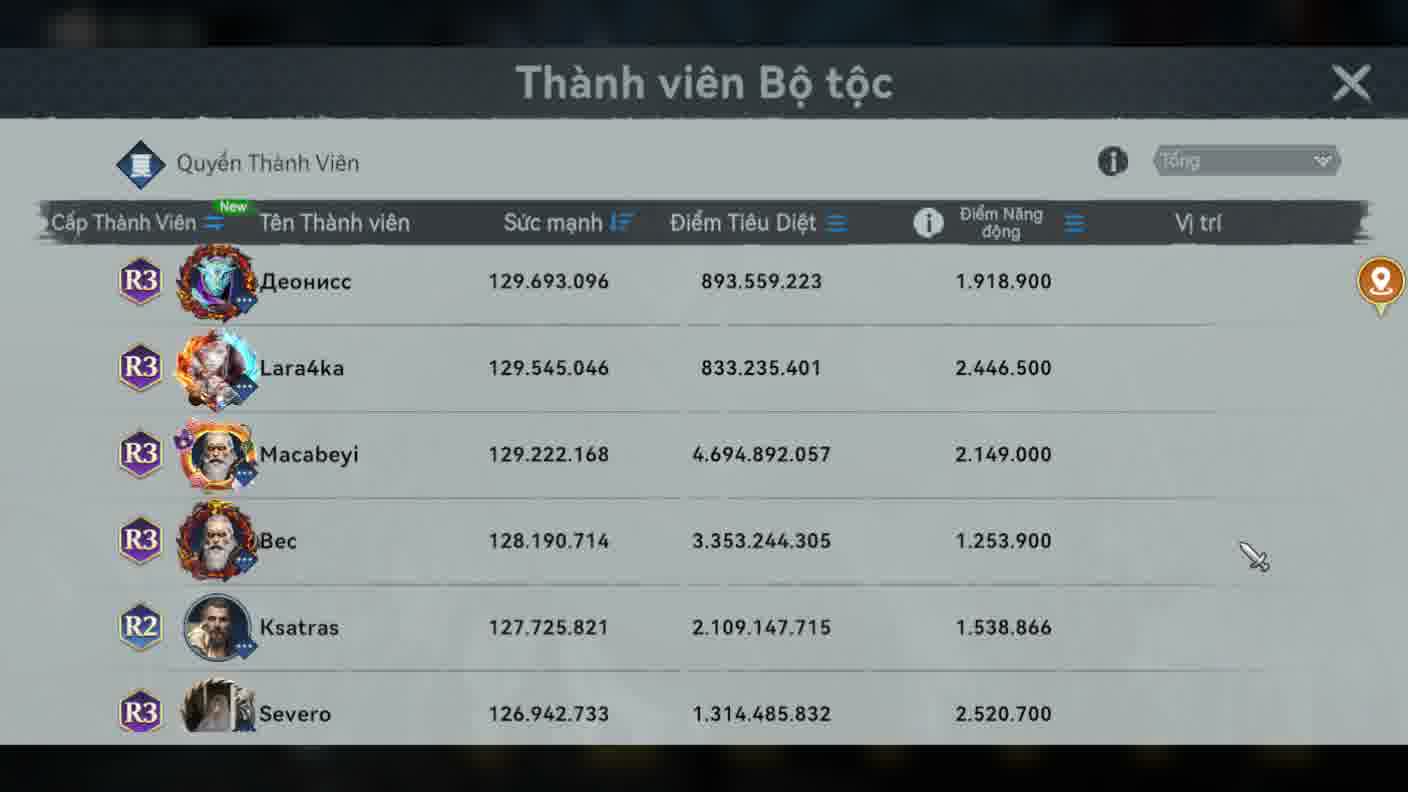 Thành viên Bộ tộc
Quyền Thành Viên
Tổng
New
Cấp Thành Viên Tên Thành viên Sức mạnh Điểm Tiêu Diệt Điểm Năng động Vị trí
R3 Деонисс 129.693.096 893.559.223 1.918.900
R3 Lara4ka 129.545.046 833.235.401 2.446.500
R3 Macabeyi 129.222.168 4.694.892.057 2.149.000
R3 Вес 128.190.714 3.353.244.305 1.253.900
R2 Ksatras 127.725.821 2.109.147.715 1.538.866
R3 Severo 126.942.733 1.314.485.832 2.520.700